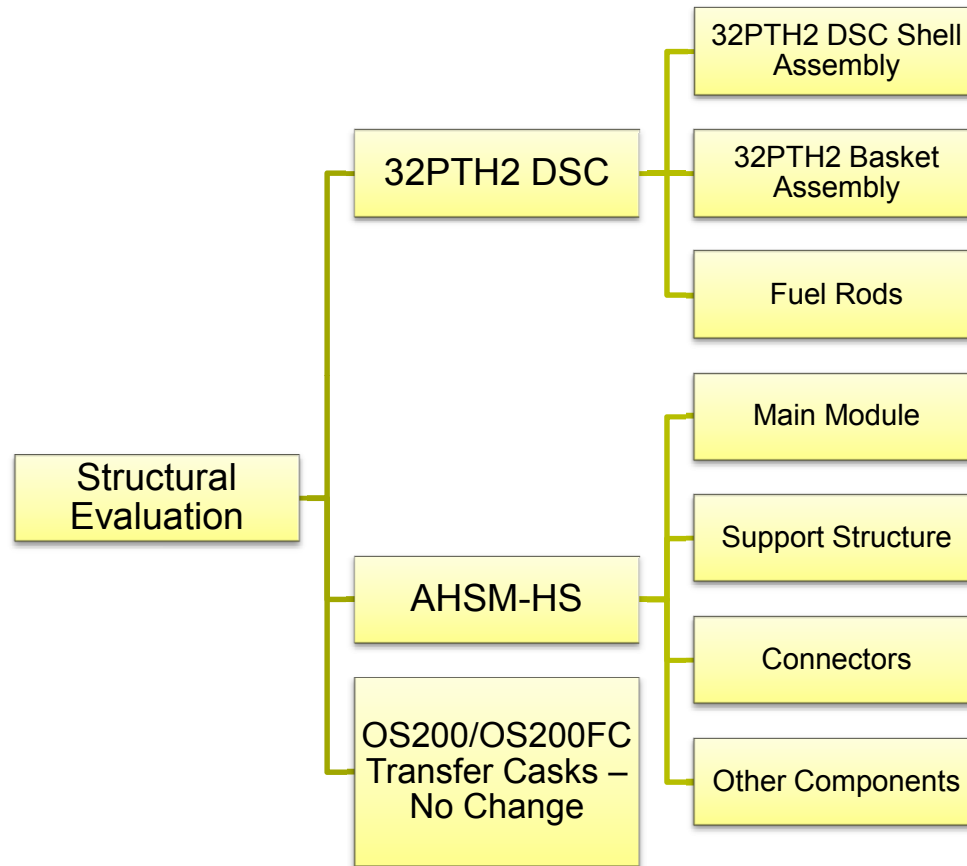 Structural
Evaluation
32PTH2 DSC
32PTH2 DSC Shell
Assembly
32PTH2 Basket
Assembly
Fuel Rods
AHSM-HS
Main Module
Support Structure
Connectors
Other Components
OS200/OS200FC
Transfer Casks –
No Change